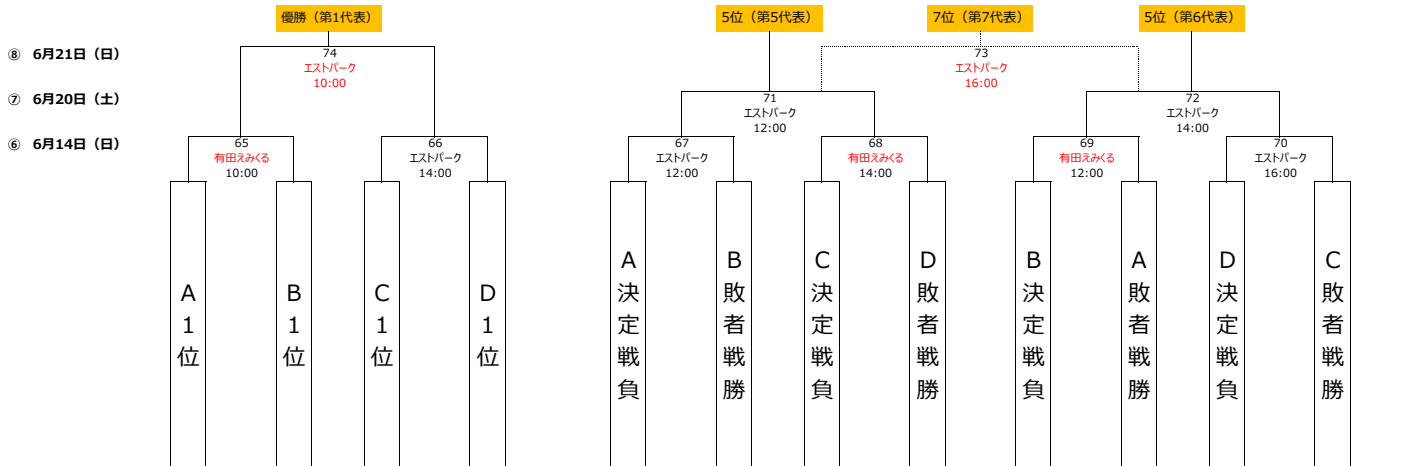 優勝（第1代表）
5位（第5代表）
7位（第7代表）
5位（第6代表）
⑧ 6月21日（日）
74
エストパーク
10:00
73
エストパーク
16:00
⑦ 6月20日（土）
71
エストパーク
12:00
72
エストパーク
14:00
⑥ 6月14日（日）
65
有田えみくる
10:00
66
エストパーク
14:00
67
エストパーク
12:00
68
有田えみくる
14:00
69
有田えみくる
12:00
70
エストパーク
16:00
A1位
B1位
C1位
D1位
A決定戦負
B敗者戦勝
C決定戦負
D敗者戦勝
B決定戦負
A敗者戦勝
D決定戦負
C敗者戦勝